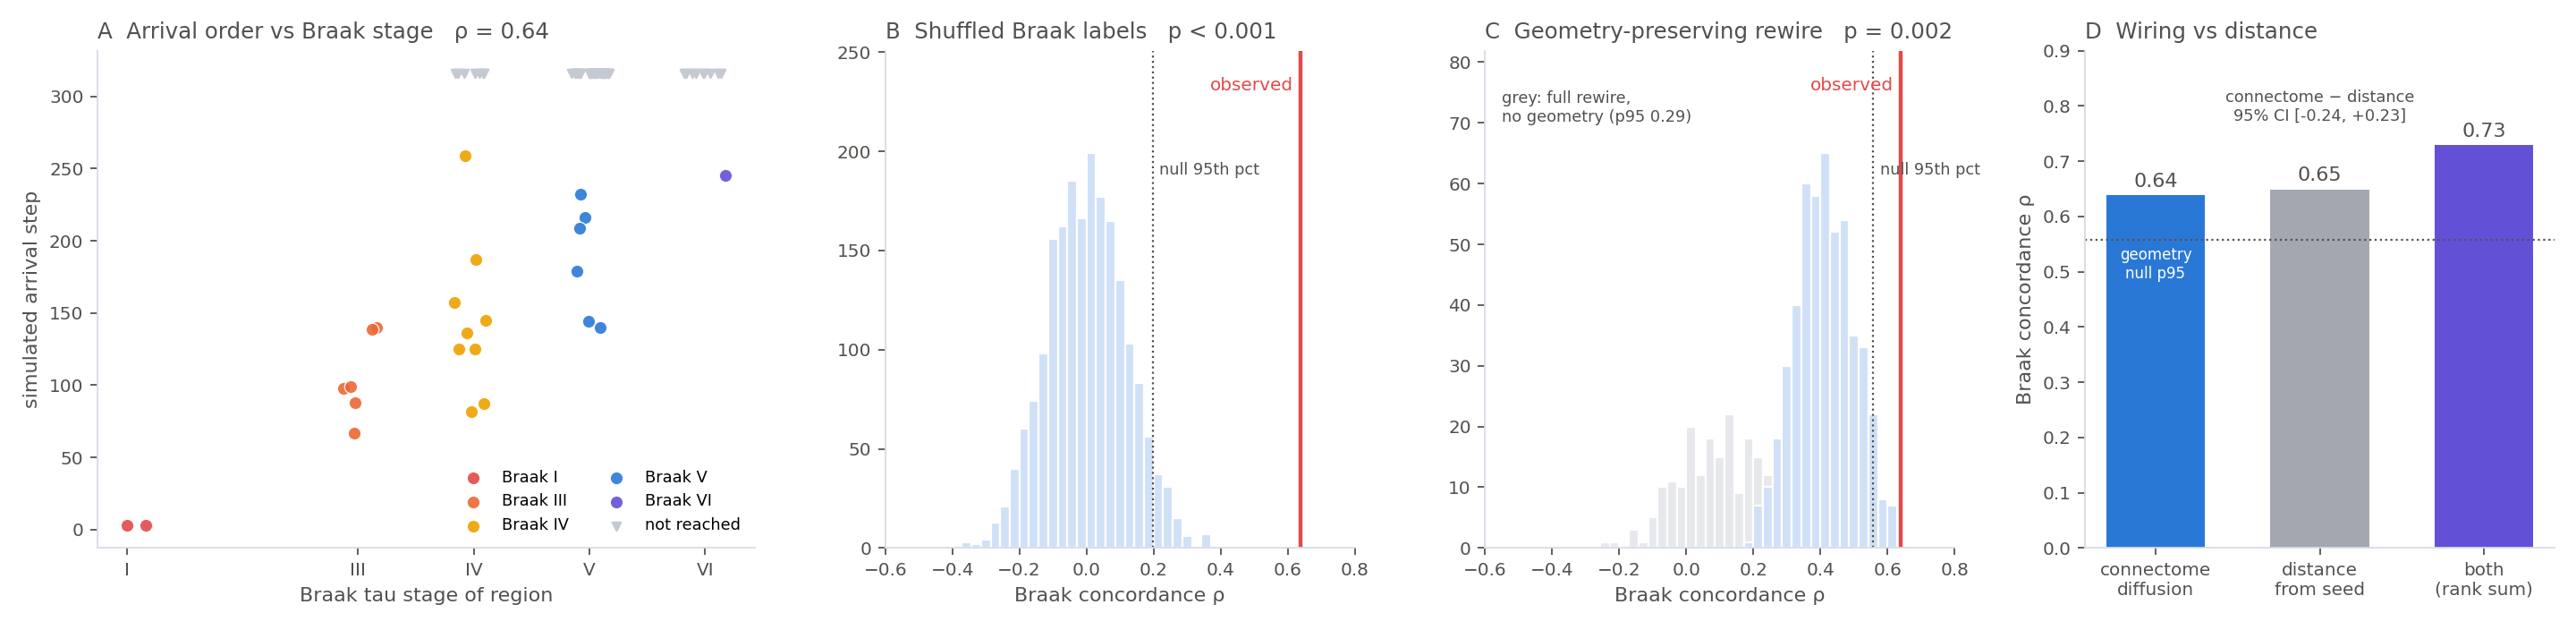 A Arrival order vs Braak stage ρ = 0.64
simulated arrival step
300
250
200
150
100
50
0
Braak I
Braak III
Braak IV
Braak V
Braak VI
not reached
I
III
IV
V
VI
Braak tau stage of region
B Shuffled Braak labels p < 0.001
250
200
150
100
50
0
observed
null 95th pct
−0.6
−0.4
−0.2
0.0
0.2
0.4
0.6
0.8
Braak concordance ρ
C Geometry-preserving rewire p = 0.002
80
70
60
50
40
30
20
10
0
grey: full rewire,
no geometry (p95 0.29)
observed
null 95th pct
−0.6
−0.4
−0.2
0.0
0.2
0.4
0.6
0.8
Braak concordance ρ
D Wiring vs distance
Braak concordance ρ
0.9
0.8
0.7
0.6
0.5
0.4
0.3
0.2
0.1
0.0
connectome − distance
95% CI [-0.24, +0.23]
0.64
0.65
0.73
geometry
null p95
connectome
diffusion
distance
from seed
both
(rank sum)